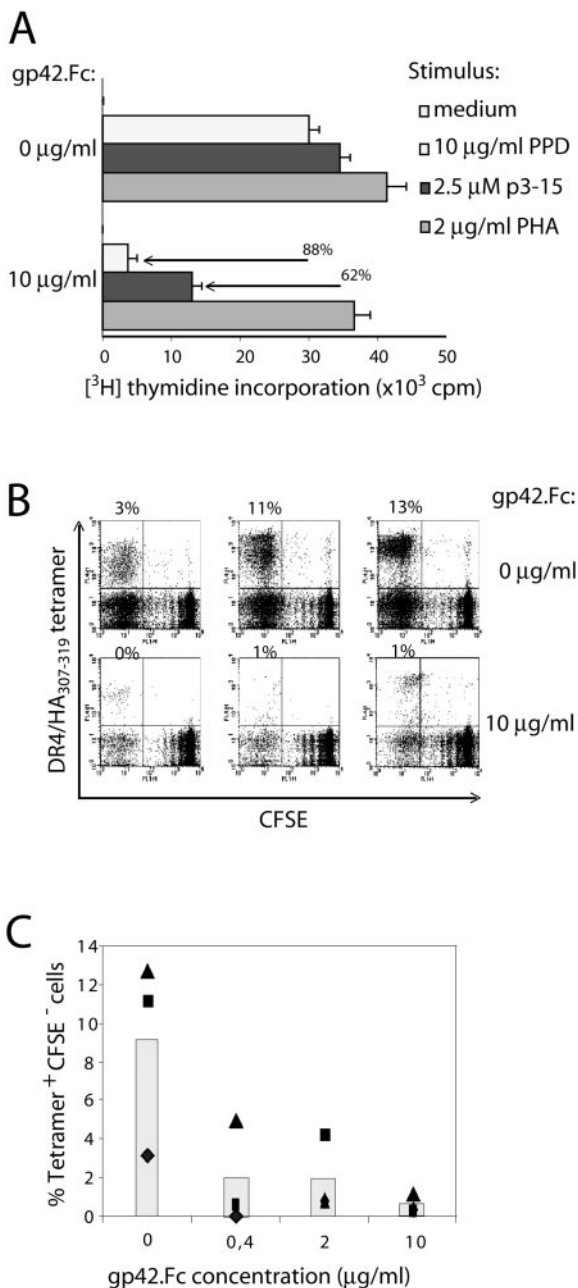 A
gp42.Fc:
Stimulus:
medium
10 µg/ml PPD
2.5 µM p3-15
2 µg/ml PHA
0 µg/ml
10 µg/ml
88%
62%
0 10 20 30 40 50
[³H] thymidine incorporation (x10³ cpm)
B
gp42.Fc:
3% 11% 13%
0 µg/ml
0% 1% 1%
10 µg/ml
DR4/HA₃₀₇₋₃₁₉ tetramer
CFSE
C
14
12
10
8
6
4
2
0
% Tetramer⁺ CFSE⁻ cells
0 0,4 2 10
gp42.Fc concentration (µg/ml)